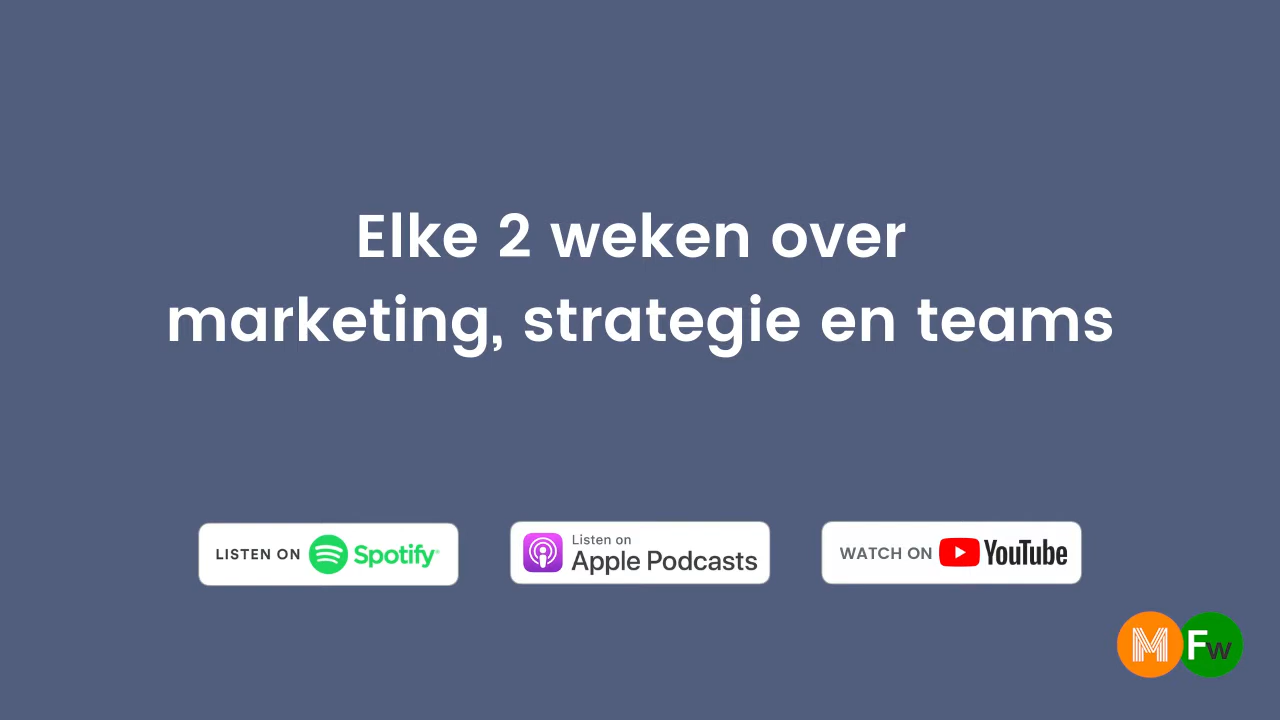 Elke 2 weken over
marketing, strategie en teams
LISTEN ON Spotify
Listen on
Apple Podcasts
WATCH ON YouTube
M Fw